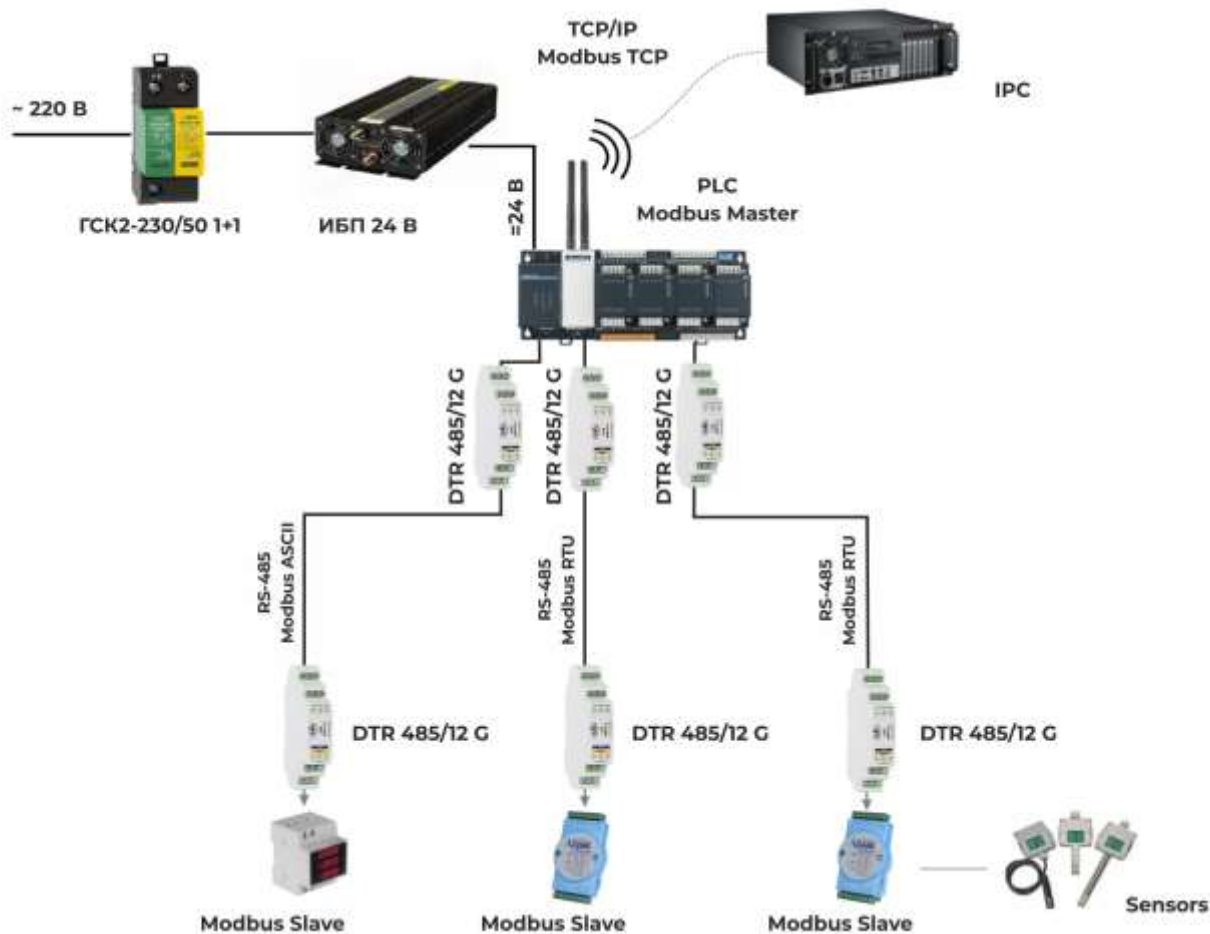 TCP/IP
Modbus TCP
IPC
~ 220 В
ГСК2-230/50 1+1
ИБП 24 В
=24 В
PLC
Modbus Master
DTR 485/12 G
DTR 485/12 G
DTR 485/12 G
RS-485
Modbus ASCII
RS-485
Modbus RTU
RS-485
Modbus RTU
DTR 485/12 G
DTR 485/12 G
DTR 485/12 G
Modbus Slave
Modbus Slave
Modbus Slave
Sensors